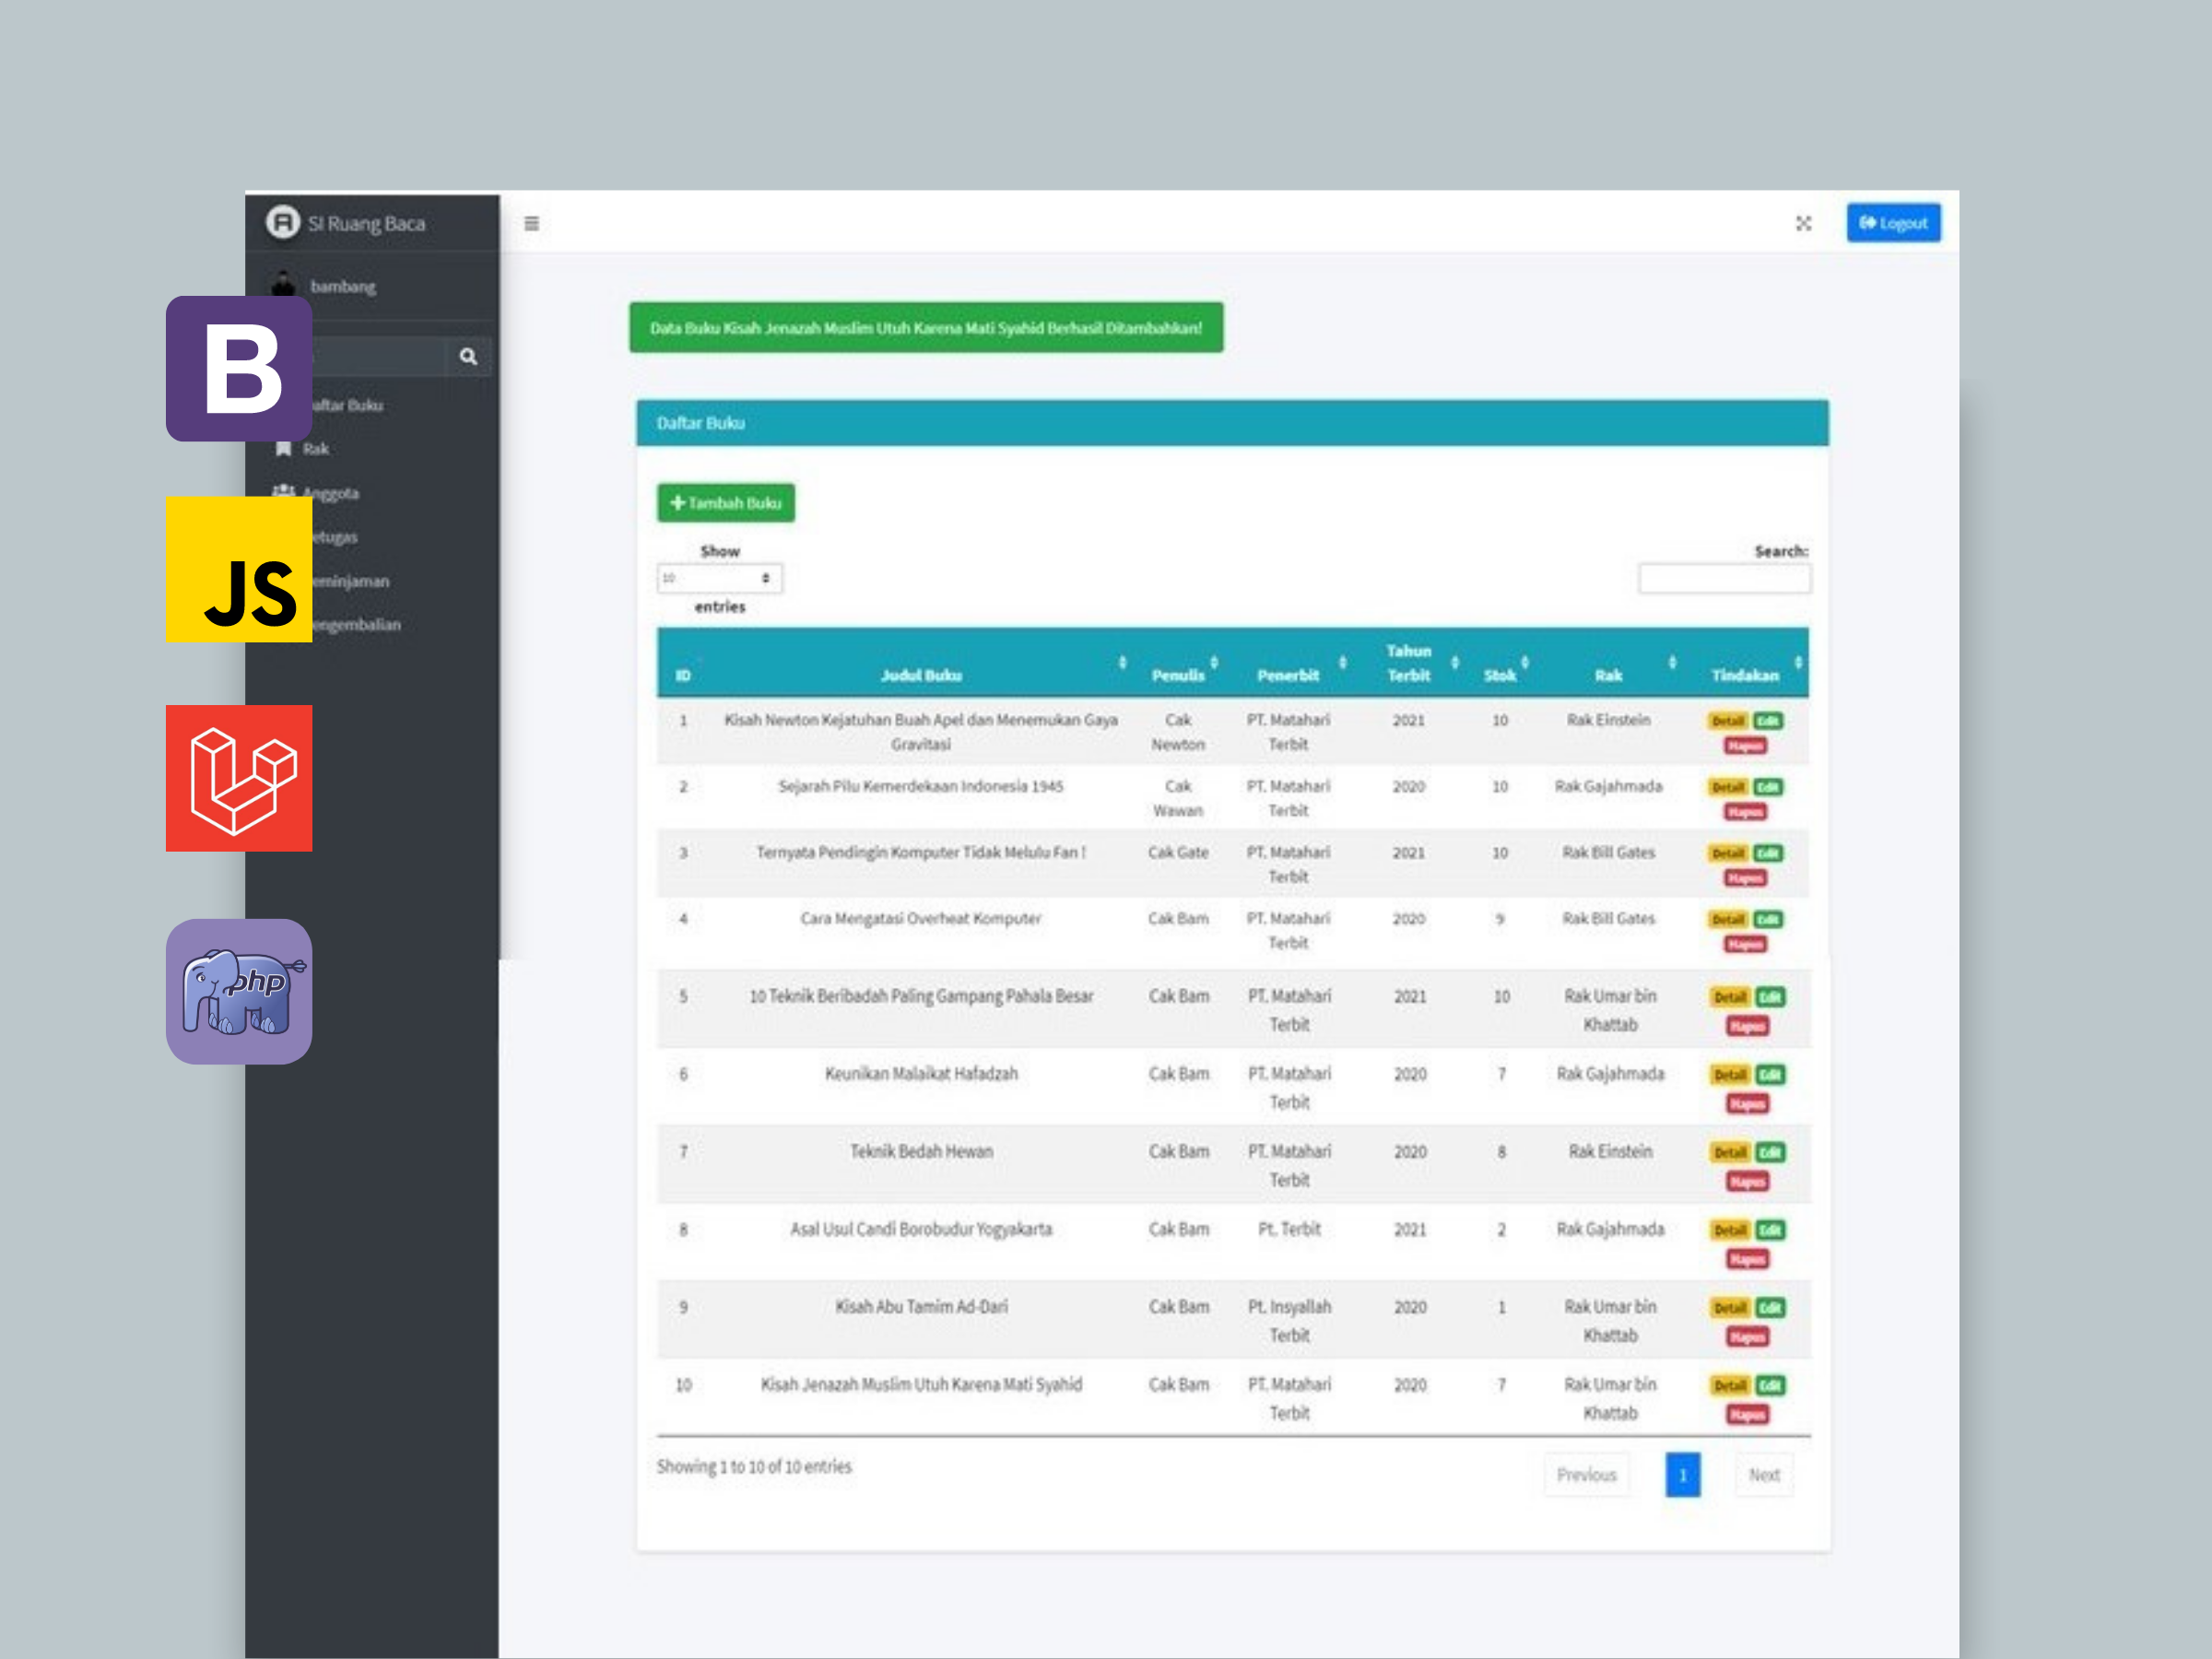 SI Ruang Baca
Logout
bambang
B
aftar Buku
Rak
Anggota
JS
etugas
eminjaman
engembalian
php
Data Buku Kisah Jenazah Muslim Utuh Karena Mati Syahid Berhasil Ditambahkan!
Daftar Buku
+ Tambah Buku
Show
10
entries
Search:
ID Judul Buku Penulis Penerbit Tahun Terbit Stok Rak Tindakan
1 Kisah Newton Kejatuhan Buah Apel dan Menemukan Gaya Gravitasi Cak Newton PT. Matahari Terbit 2021 10 Rak Einstein Detail Edit Hapus
2 Sejarah Pilu Kemerdekaan Indonesia 1945 Cak Wawan PT. Matahari Terbit 2020 10 Rak Gajahmada Detail Edit Hapus
3 Ternyata Pendingin Komputer Tidak Melulu Fan ! Cak Gate PT. Matahari Terbit 2021 10 Rak Bill Gates Detail Edit Hapus
4 Cara Mengatasi Overheat Komputer Cak Bam PT. Matahari Terbit 2020 9 Rak Bill Gates Detail Edit Hapus
5 10 Teknik Beribadah Paling Gampang Pahala Besar Cak Bam PT. Matahari Terbit 2021 10 Rak Umar bin Khattab Detail Edit Hapus
6 Keunikan Malaikat Hafadzah Cak Bam PT. Matahari Terbit 2020 7 Rak Gajahmada Detail Edit Hapus
7 Teknik Bedah Hewan Cak Bam PT. Matahari Terbit 2020 8 Rak Einstein Detail Edit Hapus
8 Asal Usul Candi Borobudur Yogyakarta Cak Bam Pt. Terbit 2021 2 Rak Gajahmada Detail Edit Hapus
9 Kisah Abu Tamim Ad-Dari Cak Bam Pt. Insyallah Terbit 2020 1 Rak Umar bin Khattab Detail Edit Hapus
10 Kisah Jenazah Muslim Utuh Karena Mati Syahid Cak Bam PT. Matahari Terbit 2020 7 Rak Umar bin Khattab Detail Edit Hapus
Showing 1 to 10 of 10 entries
Previous 1 Next